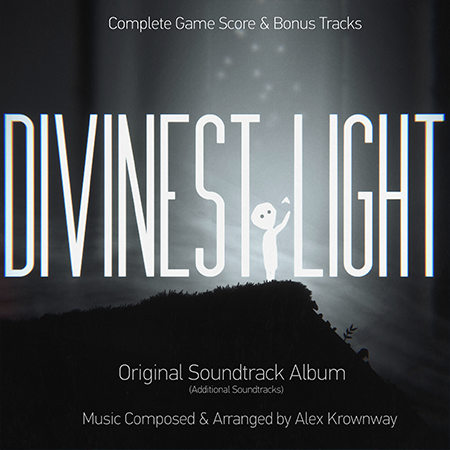 Complete Game Score & Bonus Tracks
DIVINEST LIGHT
Original Soundtrack Album
(Additional Soundtracks)
Music Composed & Arranged by Alex Krownway